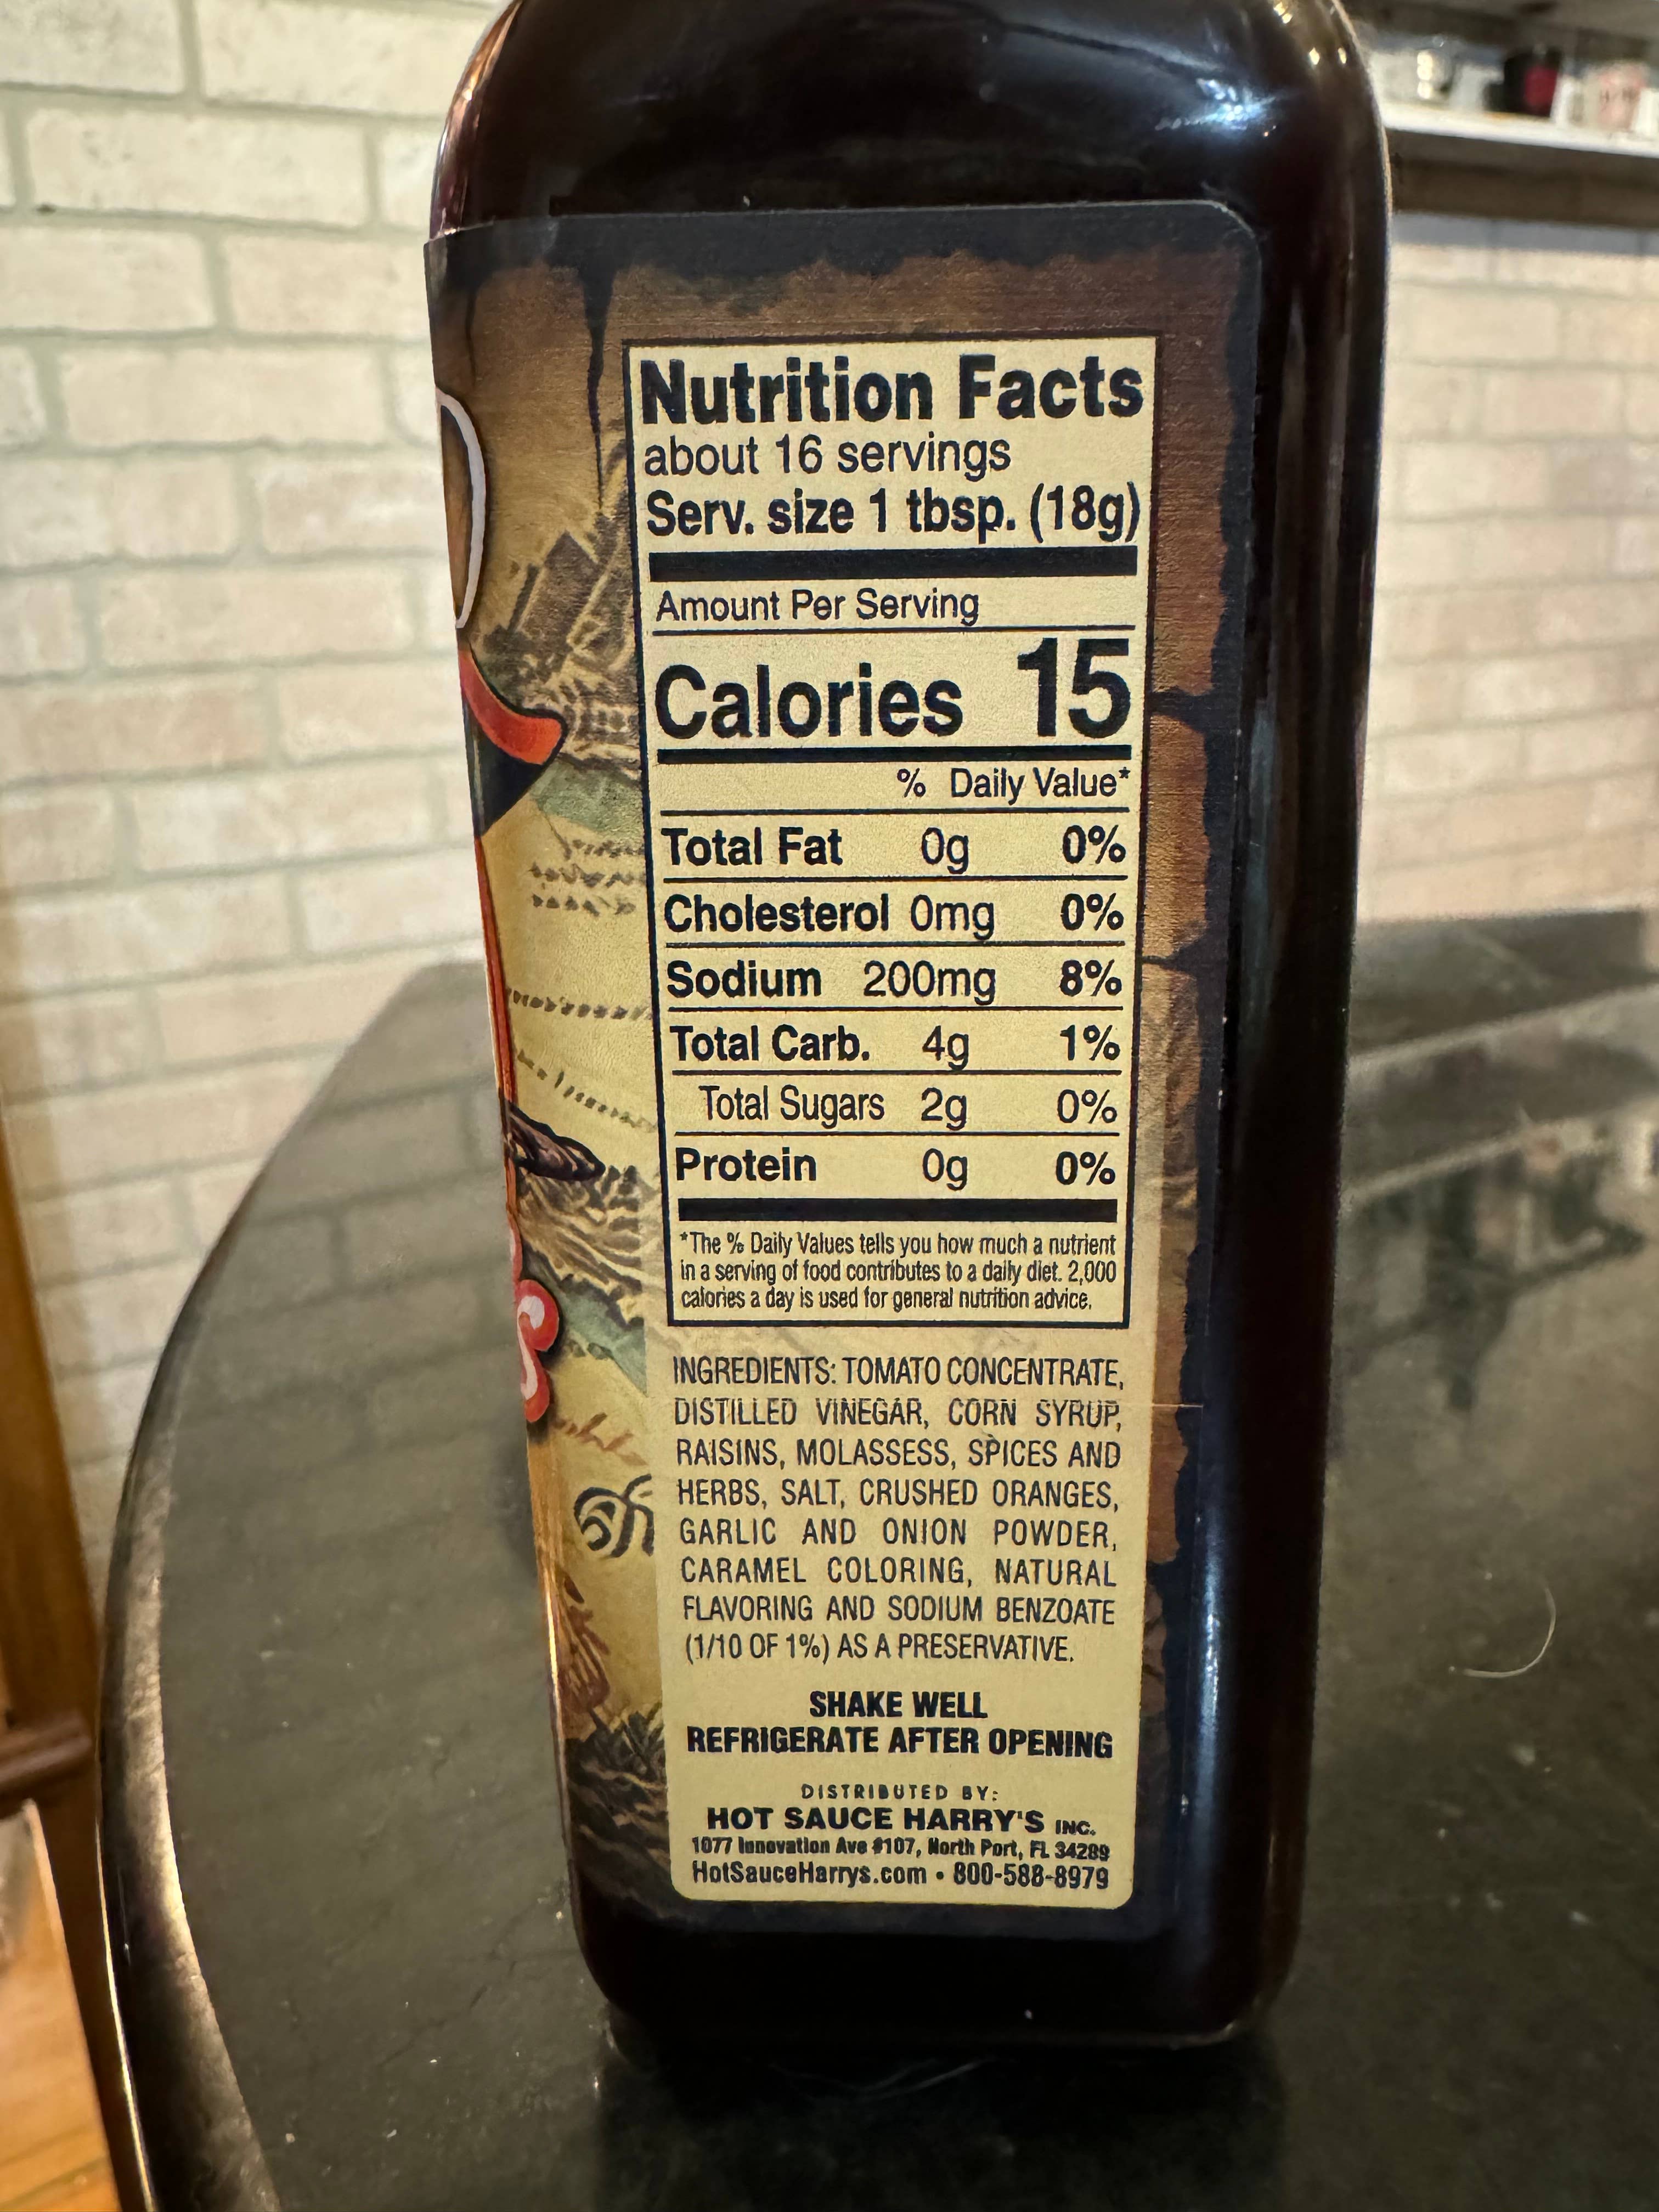 Nutrition Facts
about 16 servings
Serv. size 1 tbsp. (18g)
Amount Per Serving
Calories 15
% Daily Value*
Total Fat 0g 0%
Cholesterol 0mg 0%
Sodium 200mg 8%
Total Carb. 4g 1%
Total Sugars 2g 0%
Protein 0g 0%
*The % Daily Values tells you how much a nutrient
in a serving of food contributes to a daily diet. 2,000
calories a day is used for general nutrition advice.
INGREDIENTS: TOMATO CONCENTRATE,
DISTILLED VINEGAR, CORN SYRUP,
RAISINS, MOLASSESS, SPICES AND
HERBS, SALT, CRUSHED ORANGES,
GARLIC AND ONION POWDER,
CARAMEL COLORING, NATURAL
FLAVORING AND SODIUM BENZOATE
(1/10 OF 1%) AS A PRESERVATIVE.
SHAKE WELL
REFRIGERATE AFTER OPENING
DISTRIBUTED BY:
HOT SAUCE HARRY'S INC.
1077 Innovation Ave #107, North Port, FL 34289
HotSauceHarrys.com • 800-588-8979